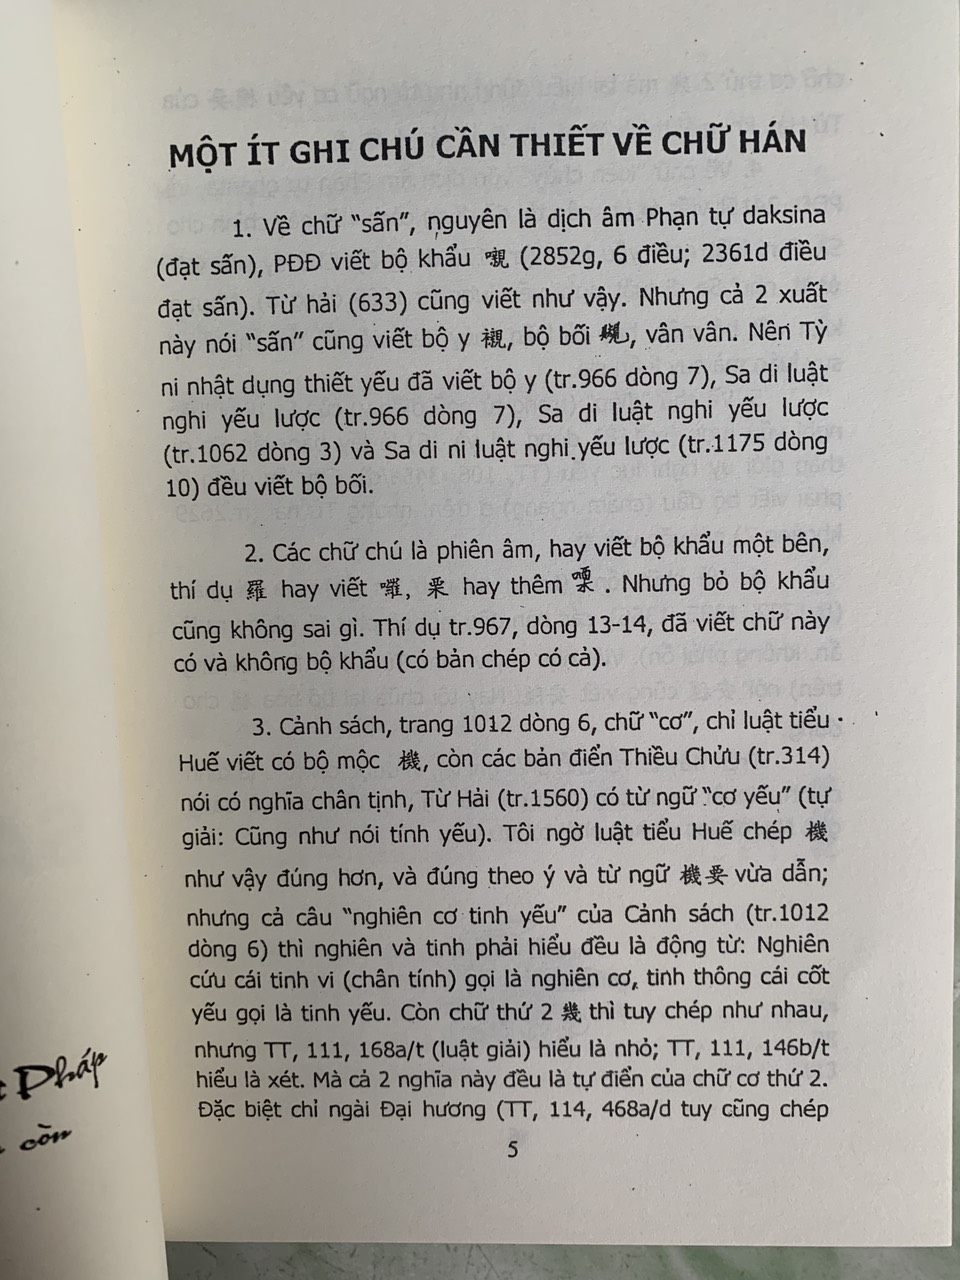 MỘT ÍT GHI CHÚ CẦN THIẾT VỀ CHỮ HÁN
1. Về chữ “sấn”, nguyên là dịch âm Phạn tự daksina
(đạt sấn), PĐĐ viết bộ khẩu 嚫 (2852g, 6 điều; 2361d điều
đạt sấn). Từ hải (633) cũng viết như vậy. Nhưng cả 2 xuất
này nói “sấn” cũng viết bộ y 襯, bộ bối, vân vân. Nên Tỳ
ni nhật dụng thiết yếu đã viết bộ y (tr.966 dòng 7), Sa di luật
nghi yếu lược (tr.966 dòng 7), Sa di luật nghi yếu lược
(tr.1062 dòng 3) và Sa di ni luật nghi yếu lược (tr.1175 dòng
10) đều viết bộ bối.
2. Các chữ chú là phiên âm, hay viết bộ khẩu một bên,
thí dụ 羅 hay viết 囉, hay thêm . Nhưng bỏ bộ khẩu
cũng không sai gì. Thí dụ tr.967, dòng 13-14, đã viết chữ này
có và không bộ khẩu (có bản chép có cả).
3. Cảnh sách, trang 1012 dòng 6, chữ “cơ”, chỉ luật tiểu
Huế viết có bộ mộc 機, còn các bản điển Thiều Chửu (tr.314)
nói có nghĩa chân tịnh, Từ Hải (tr.1560) có từ ngữ “cơ yếu” (tự
giải: Cũng như nói tính yếu). Tôi ngờ luật tiểu Huế chép 機
như vậy đúng hơn, và đúng theo ý và từ ngữ 機要 vừa dẫn;
nhưng cả câu “nghiên cơ tinh yếu” của Cảnh sách (tr.1012
dòng 6) thì nghiên và tinh phải hiểu đều là động từ: Nghiên
cứu cái tinh vi (chân tính) gọi là nghiên cơ, tinh thông cái cốt
yếu gọi là tinh yếu. Còn chữ thứ 2 幾 thì tuy chép như nhau,
nhưng TT, 111, 168a/t (luật giải) hiểu là nhỏ; TT, 111, 146b/t
hiểu là xét. Mà cả 2 nghĩa này đều là tự điển của chữ cơ thứ 2.
Đặc biệt chỉ ngài Đại hương (TT, 114, 468a/d tuy cũng chép
5
Pháp
còn